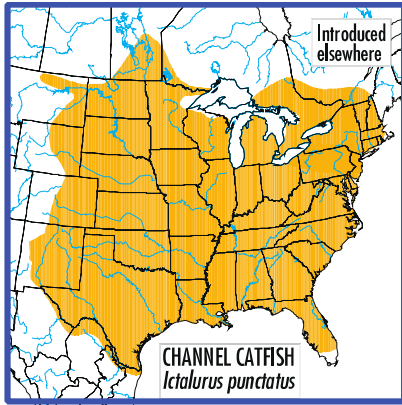 Introduced
elsewhere
CHANNEL CATFISH
Ictalurus punctatus